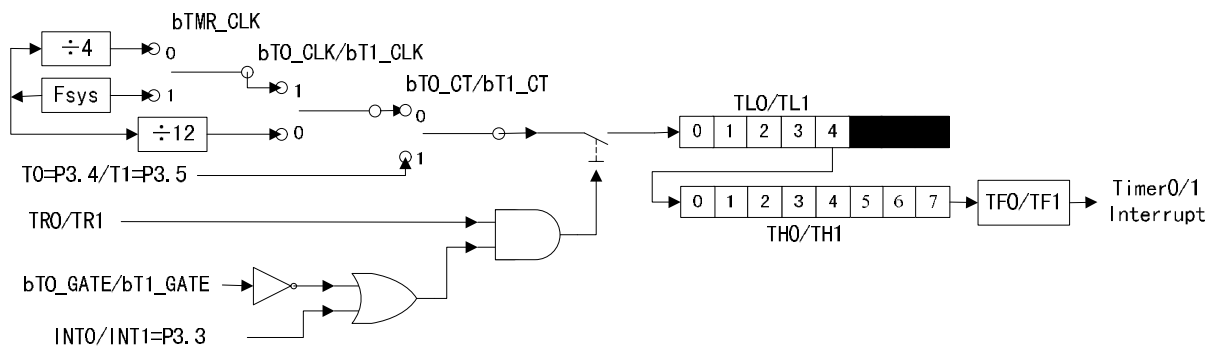 bTMR_CLK
÷4
0
bT0_CLK/bT1_CLK
Fsys
1
1
bT0_CT/bT1_CT
0
÷12
0
1
T0=P3.4/T1=P3.5
TL0/TL1
0 1 2 3 4
0 1 2 3 4 5 6 7
TH0/TH1
TF0/TF1
Timer0/1
Interrupt
TR0/TR1
bT0_GATE/bT1_GATE
INT0/INT1=P3.3